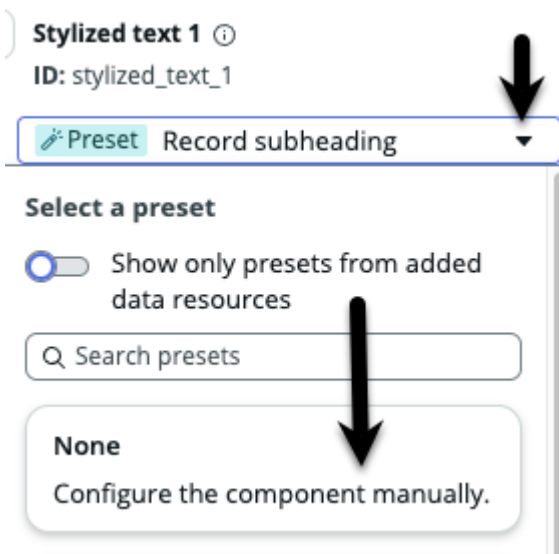 Stylized text 1
ID: stylized_text_1
Preset Record subheading
Select a preset
Show only presets from added
data resources
Search presets
None
Configure the component manually.